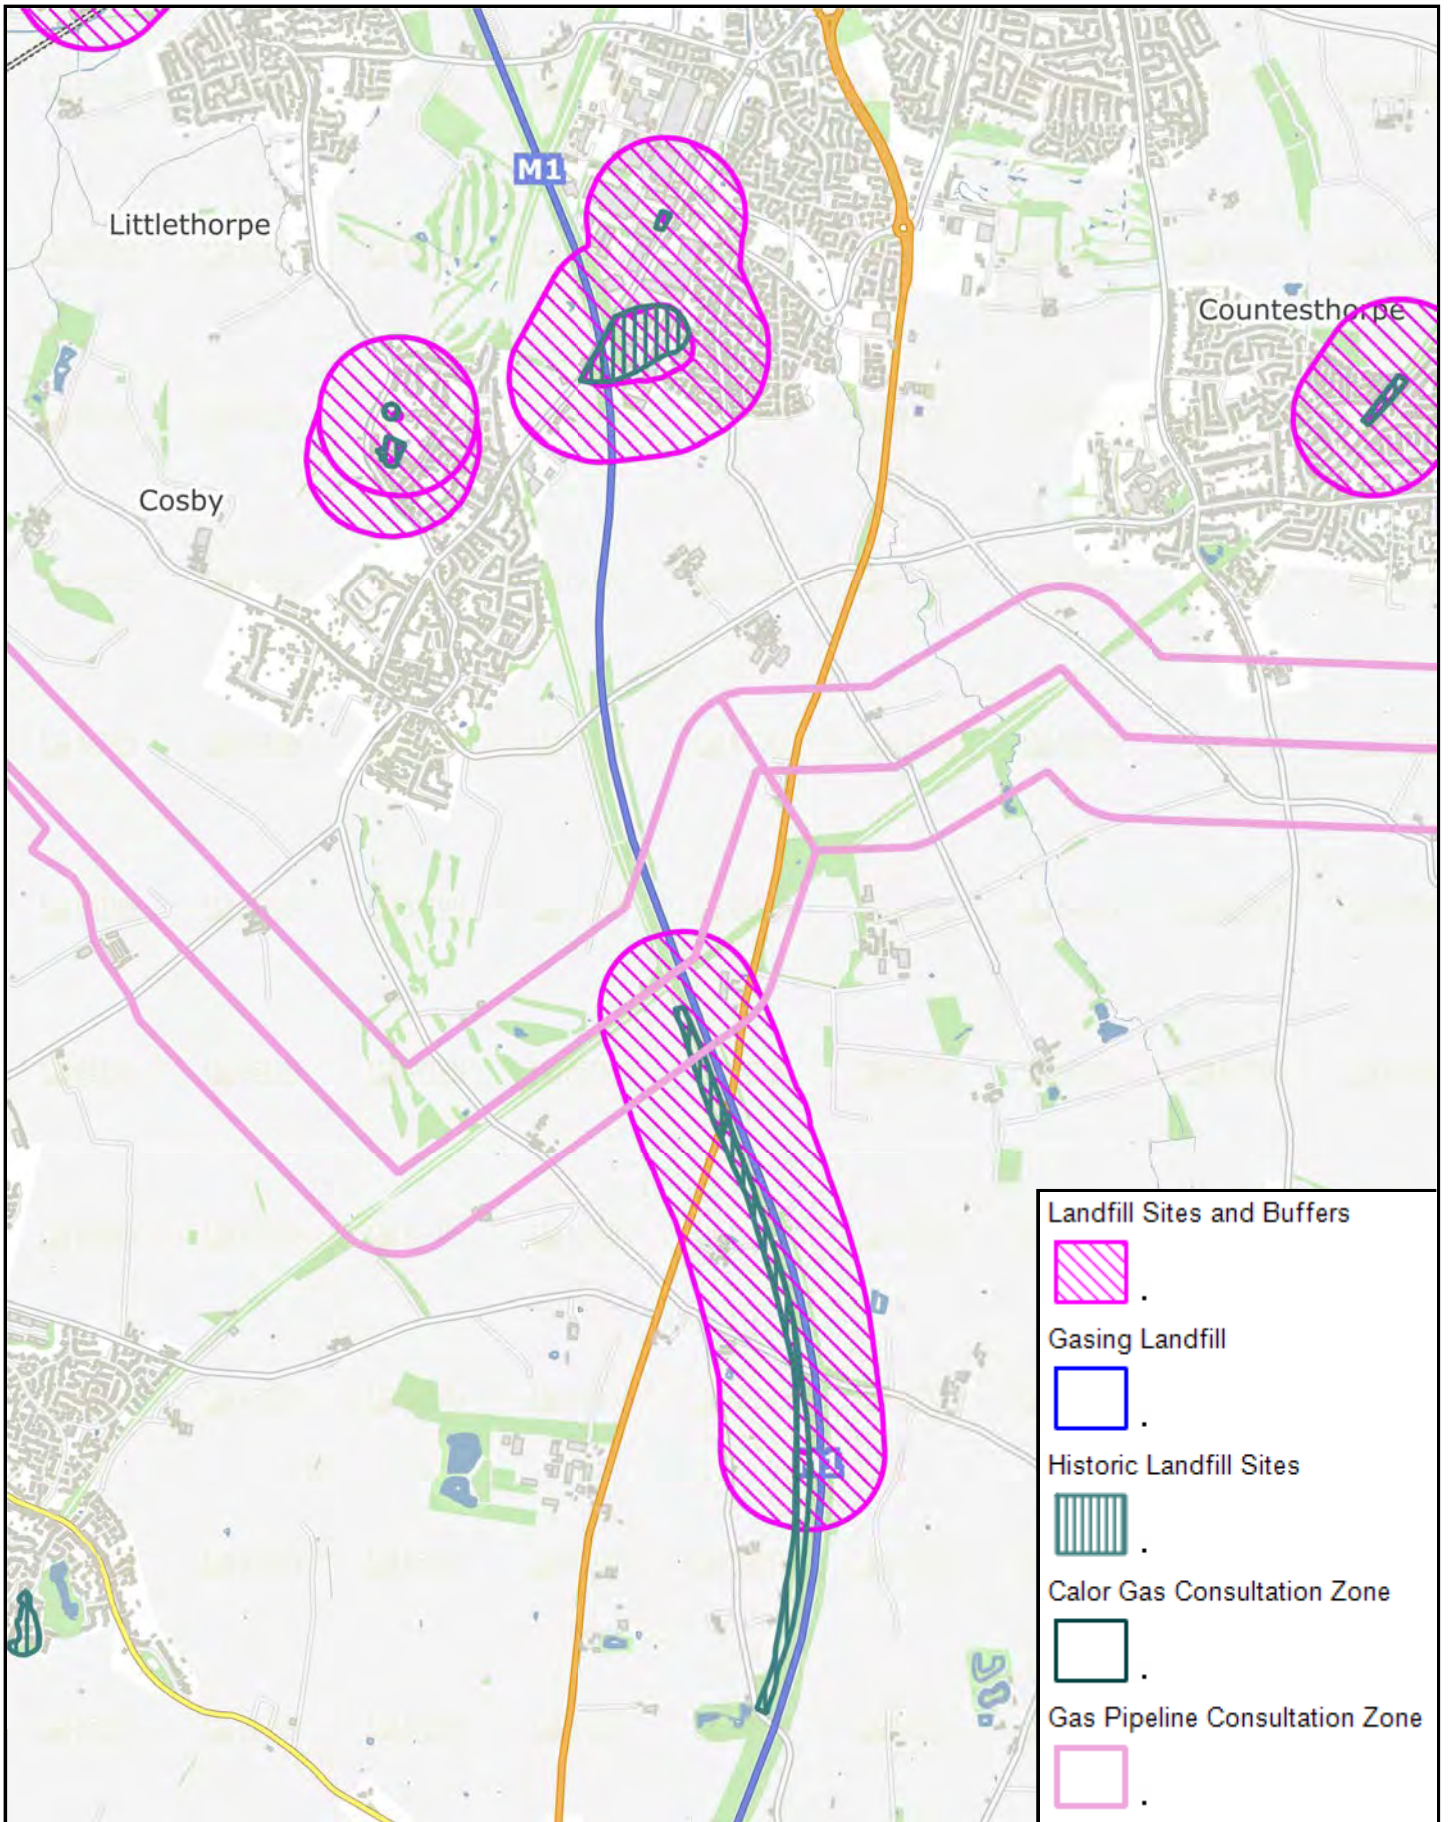 M1
Littlethorpe
Countesthorpe
Cosby
Landfill Sites and Buffers
.
Gasing Landfill
.
Historic Landfill Sites
.
Calor Gas Consultation Zone
.
Gas Pipeline Consultation Zone
.